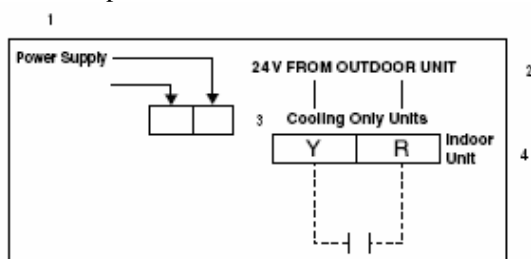 1
Power Supply
24V FROM OUTDOOR UNIT
2
3
Cooling Only Units
Y
R
Indoor
Unit
4